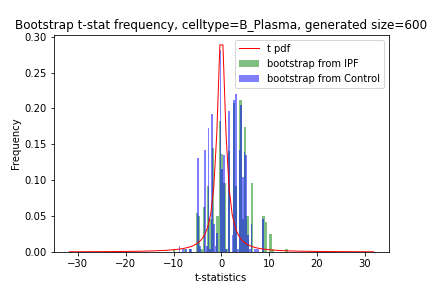 Bootstrap t-stat frequency, celltype=B_Plasma, generated size=600
t pdf
bootstrap from IPF
bootstrap from Control
Frequency
0.30
0.25
0.20
0.15
0.10
0.05
0.00
−30
−20
−10
0
10
20
30
t-statistics